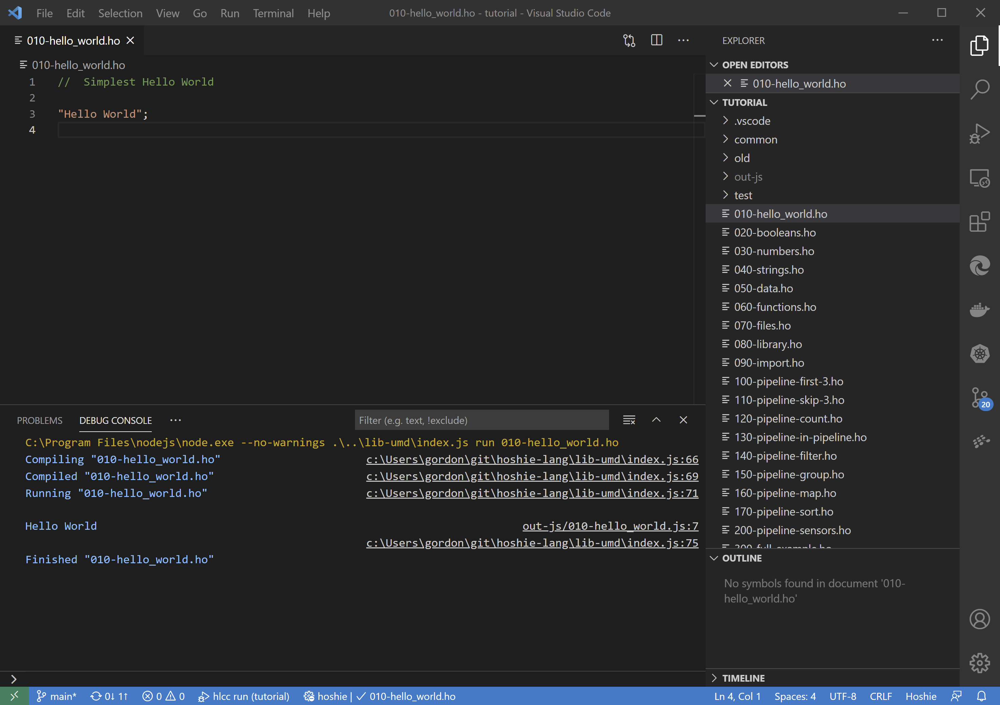 File Edit Selection View Go Run Terminal Help 010-hello_world.ho - tutorial - Visual Studio Code
010-hello_world.ho
010-hello_world.ho
1 //  Simplest Hello World
2
3 "Hello World";
4
PROBLEMS DEBUG CONSOLE Filter (e.g. text, !exclude)
C:\Program Files\nodejs\node.exe --no-warnings .\..\lib-umd\index.js run 010-hello_world.ho
Compiling "010-hello_world.ho" c:\Users\gordon\git\hoshie-lang\lib-umd\index.js:66
Compiled "010-hello_world.ho" c:\Users\gordon\git\hoshie-lang\lib-umd\index.js:69
Running "010-hello_world.ho" c:\Users\gordon\git\hoshie-lang\lib-umd\index.js:71
Hello World out-js/010-hello_world.js:7
c:\Users\gordon\git\hoshie-lang\lib-umd\index.js:75
Finished "010-hello_world.ho"
EXPLORER
OPEN EDITORS
010-hello_world.ho
TUTORIAL
.vscode
common
old
out-js
test
010-hello_world.ho
020-booleans.ho
030-numbers.ho
040-strings.ho
050-data.ho
060-functions.ho
070-files.ho
080-library.ho
090-import.ho
100-pipeline-first-3.ho
110-pipeline-skip-3.ho
120-pipeline-count.ho
130-pipeline-in-pipeline.ho
140-pipeline-filter.ho
150-pipeline-group.ho
160-pipeline-map.ho
170-pipeline-sort.ho
200-pipeline-sensors.ho
300-full-example.ho
OUTLINE
No symbols found in document '010-
hello_world.ho'
TIMELINE
20
main* 0↓ 1↑ 0 0 hlcc run (tutorial) hoshie | ✓ 010-hello_world.ho Ln 4, Col 1 Spaces: 4 UTF-8 CRLF Hoshie